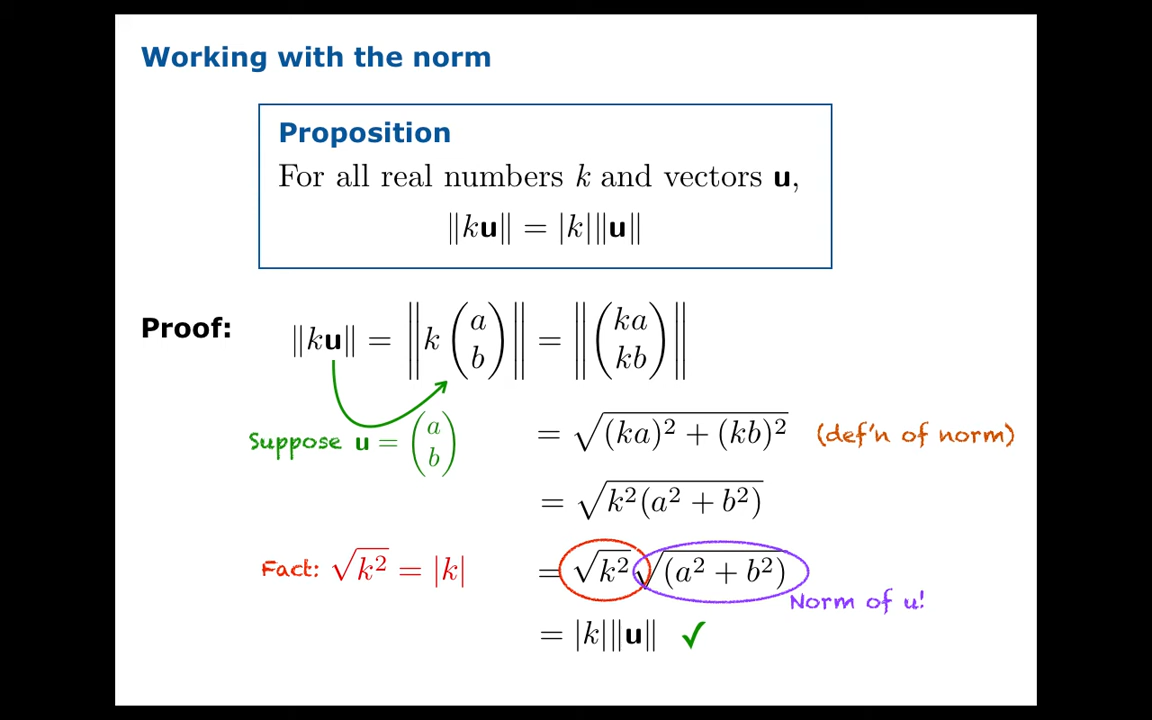 Working with the norm
Proposition
For all real numbers k and vectors u,
‖ku‖ = |k|‖u‖
Proof: ‖ku‖ = ‖k (a b)‖ = ‖(ka kb)‖
Suppose u = (a b)
= √((ka)² + (kb)²) (def'n of norm)
= √(k²(a² + b²))
Fact: √(k²) = |k|
= √(k²) √((a² + b²))
Norm of u!
= |k|‖u‖ ✓